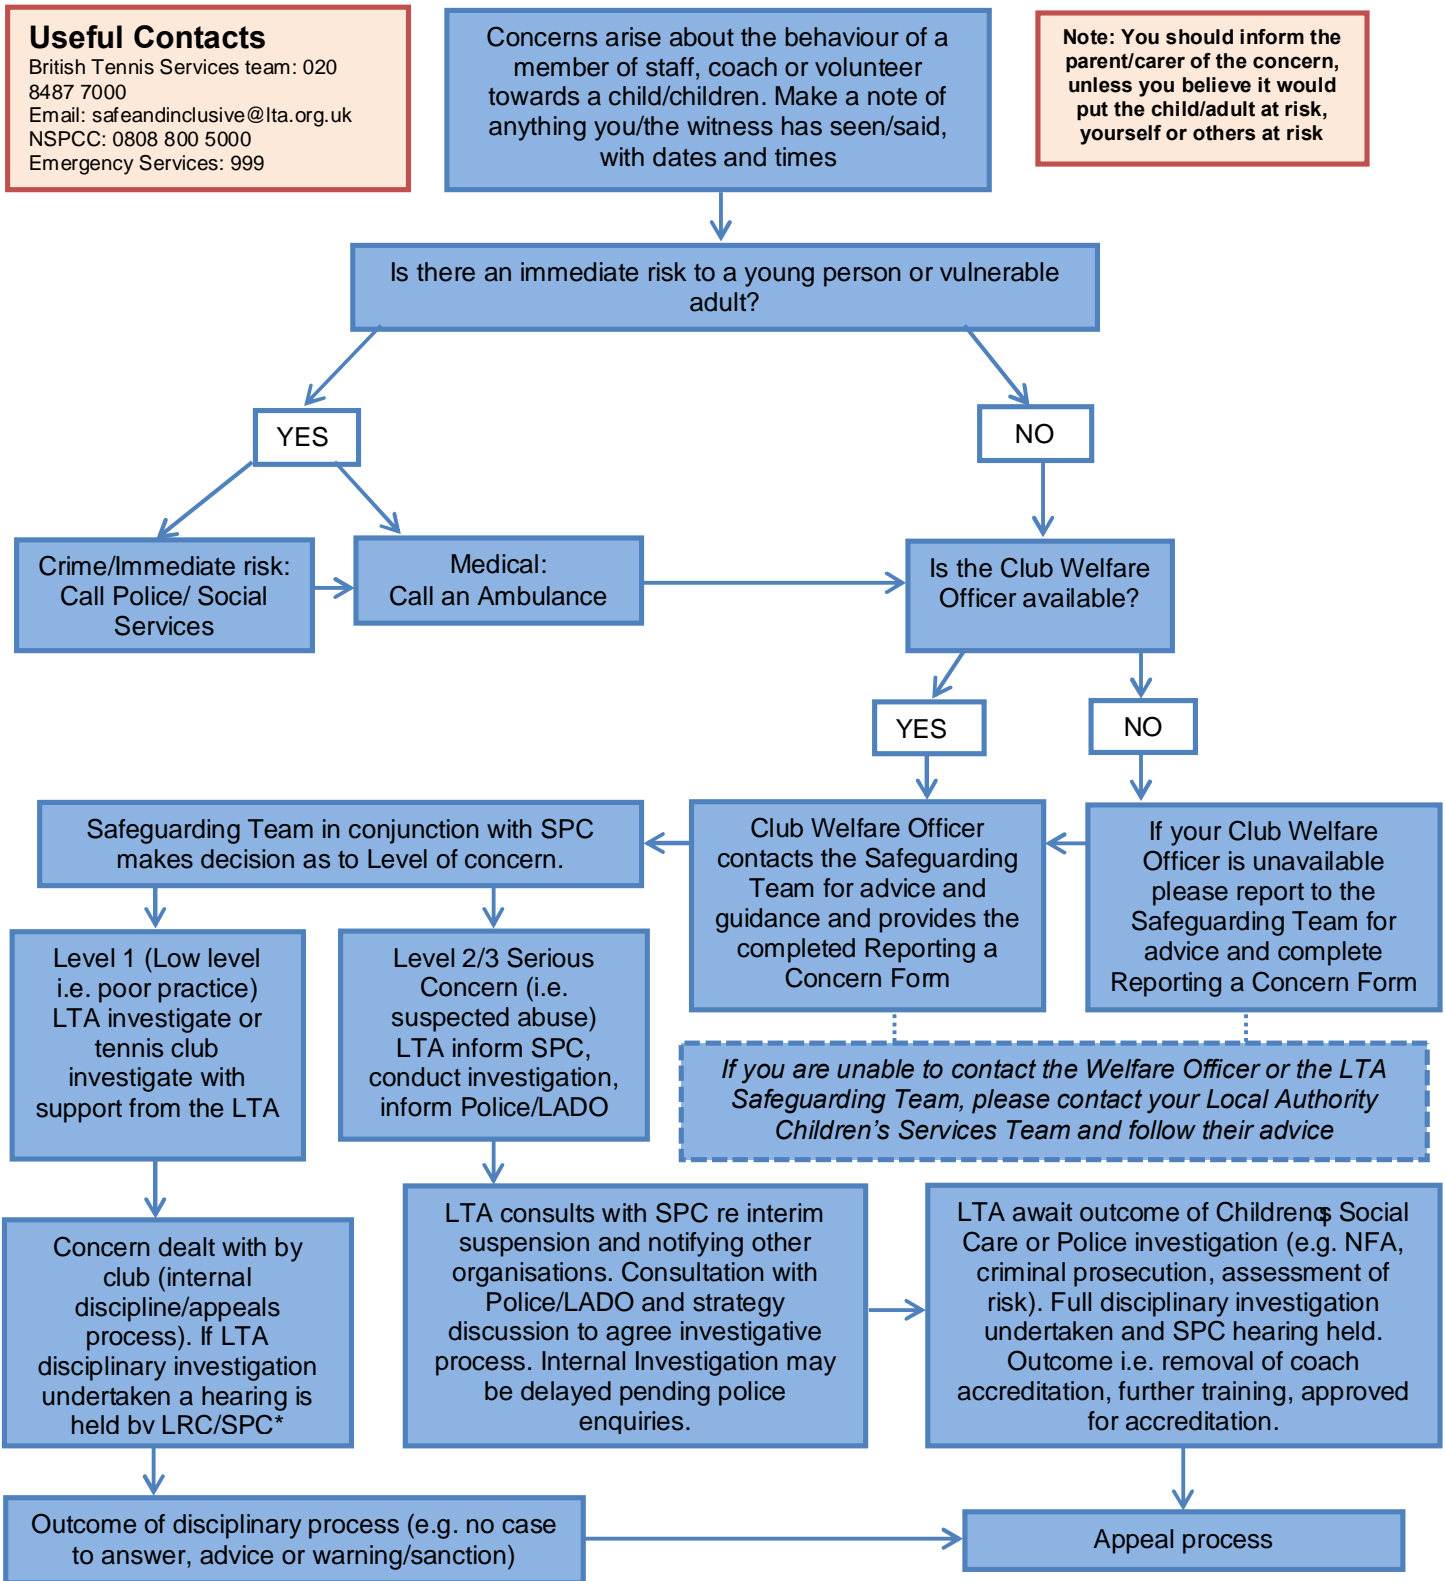 Useful Contacts
British Tennis Services team: 020
8487 7000
Email: safeandinclusive@lta.org.uk
NSPCC: 0808 800 5000
Emergency Services: 999
Concerns arise about the behaviour of a
member of staff, coach or volunteer
towards a child/children. Make a note of
anything you/the witness has seen/said,
with dates and times
Note: You should inform the
parent/carer of the concern,
unless you believe it would
put the child/adult at risk,
yourself or others at risk
Is there an immediate risk to a young person or vulnerable
adult?
YES
NO
Crime/Immediate risk:
Call Police/ Social
Services
Medical:
Call an Ambulance
Is the Club Welfare
Officer available?
YES
NO
Safeguarding Team in conjunction with SPC
makes decision as to Level of concern.
Club Welfare Officer
contacts the Safeguarding
Team for advice and
guidance and provides the
completed Reporting a
Concern Form
If your Club Welfare
Officer is unavailable
please report to the
Safeguarding Team for
advice and complete
Reporting a Concern Form
Level 1 (Low level
i.e. poor practice)
LTA investigate or
tennis club
investigate with
support from the LTA
Level 2/3 Serious
Concern (i.e.
suspected abuse)
LTA inform SPC,
conduct investigation,
inform Police/LADO
If you are unable to contact the Welfare Officer or the LTA
Safeguarding Team, please contact your Local Authority
Children's Services Team and follow their advice
Concern dealt with by
club (internal
discipline/appeals
process). If LTA
disciplinary investigation
undertaken a hearing is
held by LRC/SPC*
LTA consults with SPC re interim
suspension and notifying other
organisations. Consultation with
Police/LADO and strategy
discussion to agree investigative
process. Internal Investigation may
be delayed pending police
enquiries.
LTA await outcome of Childrenqs Social
Care or Police investigation (e.g. NFA,
criminal prosecution, assessment of
risk). Full disciplinary investigation
undertaken and SPC hearing held.
Outcome i.e. removal of coach
accreditation, further training, approved
for accreditation.
Outcome of disciplinary process (e.g. no case
to answer, advice or warning/sanction)
Appeal process